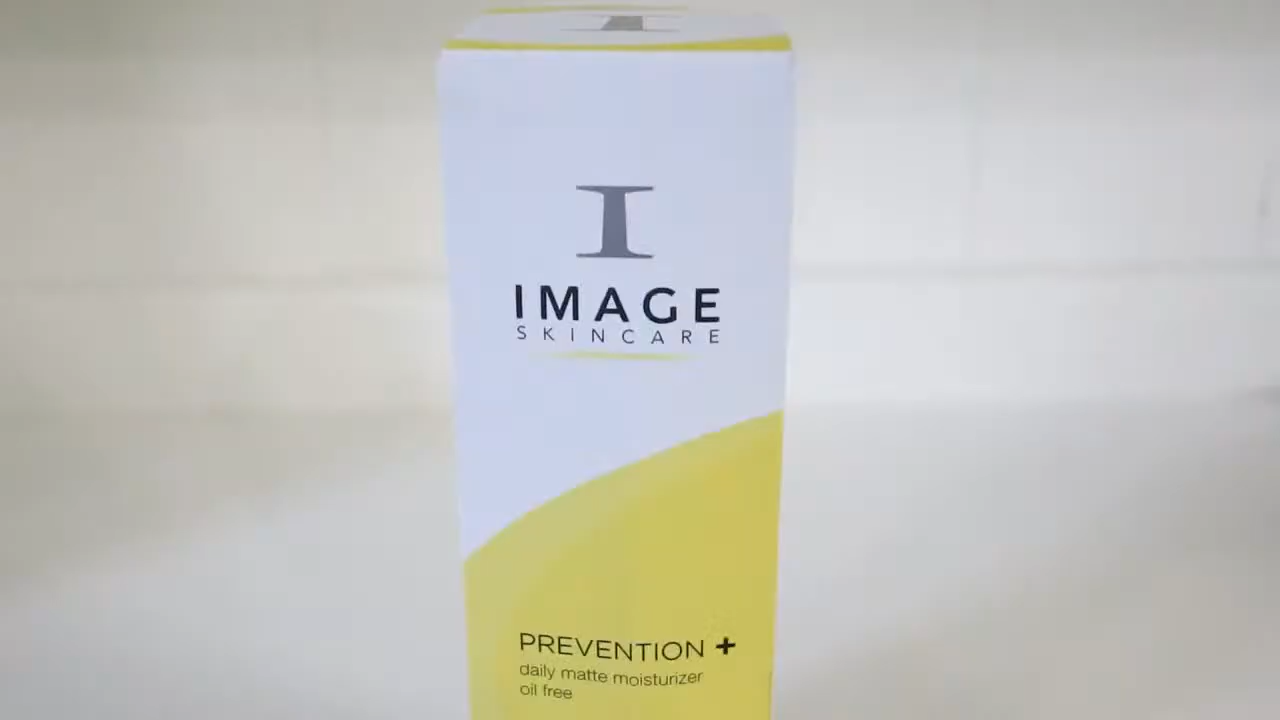 I
I
IMAGE
SKINCARE
PREVENTION +
daily matte moisturizer
oil free